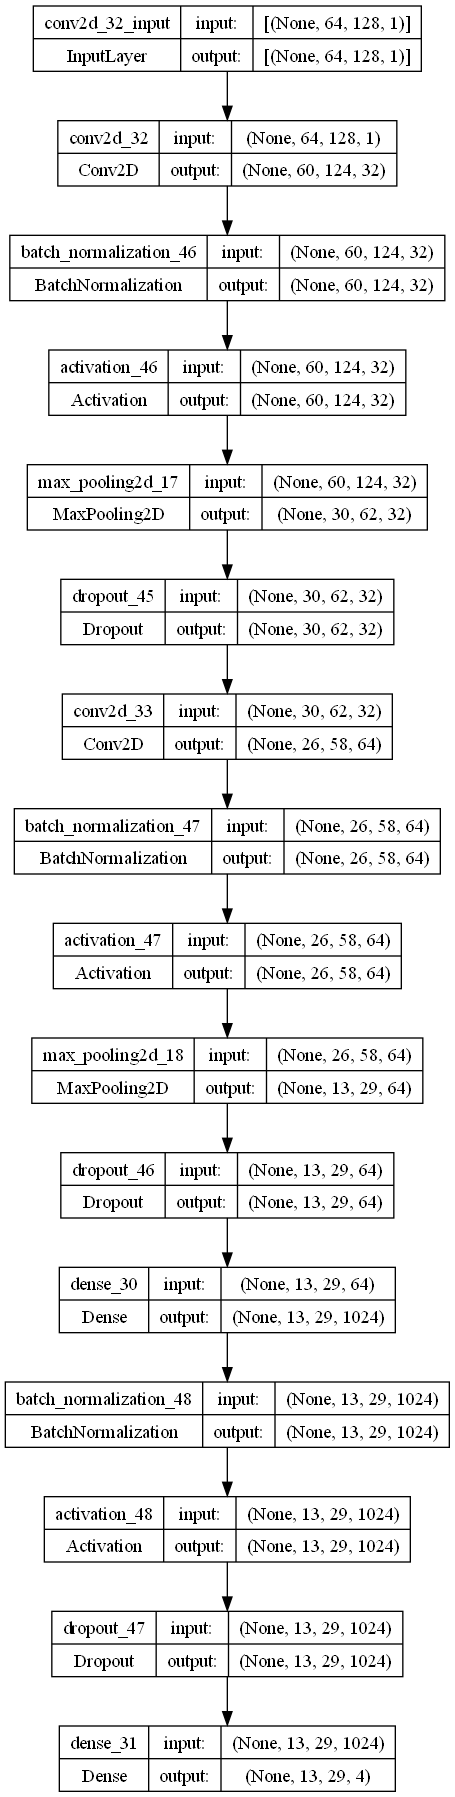 conv2d_32_input input: [(None, 64, 128, 1)]
InputLayer output: [(None, 64, 128, 1)]
conv2d_32 input: (None, 64, 128, 1)
Conv2D output: (None, 60, 124, 32)
batch_normalization_46 input: (None, 60, 124, 32)
BatchNormalization output: (None, 60, 124, 32)
activation_46 input: (None, 60, 124, 32)
Activation output: (None, 60, 124, 32)
max_pooling2d_17 input: (None, 60, 124, 32)
MaxPooling2D output: (None, 30, 62, 32)
dropout_45 input: (None, 30, 62, 32)
Dropout output: (None, 30, 62, 32)
conv2d_33 input: (None, 30, 62, 32)
Conv2D output: (None, 26, 58, 64)
batch_normalization_47 input: (None, 26, 58, 64)
BatchNormalization output: (None, 26, 58, 64)
activation_47 input: (None, 26, 58, 64)
Activation output: (None, 26, 58, 64)
max_pooling2d_18 input: (None, 26, 58, 64)
MaxPooling2D output: (None, 13, 29, 64)
dropout_46 input: (None, 13, 29, 64)
Dropout output: (None, 13, 29, 64)
dense_30 input: (None, 13, 29, 64)
Dense output: (None, 13, 29, 1024)
batch_normalization_48 input: (None, 13, 29, 1024)
BatchNormalization output: (None, 13, 29, 1024)
activation_48 input: (None, 13, 29, 1024)
Activation output: (None, 13, 29, 1024)
dropout_47 input: (None, 13, 29, 1024)
Dropout output: (None, 13, 29, 1024)
dense_31 input: (None, 13, 29, 1024)
Dense output: (None, 13, 29, 4)